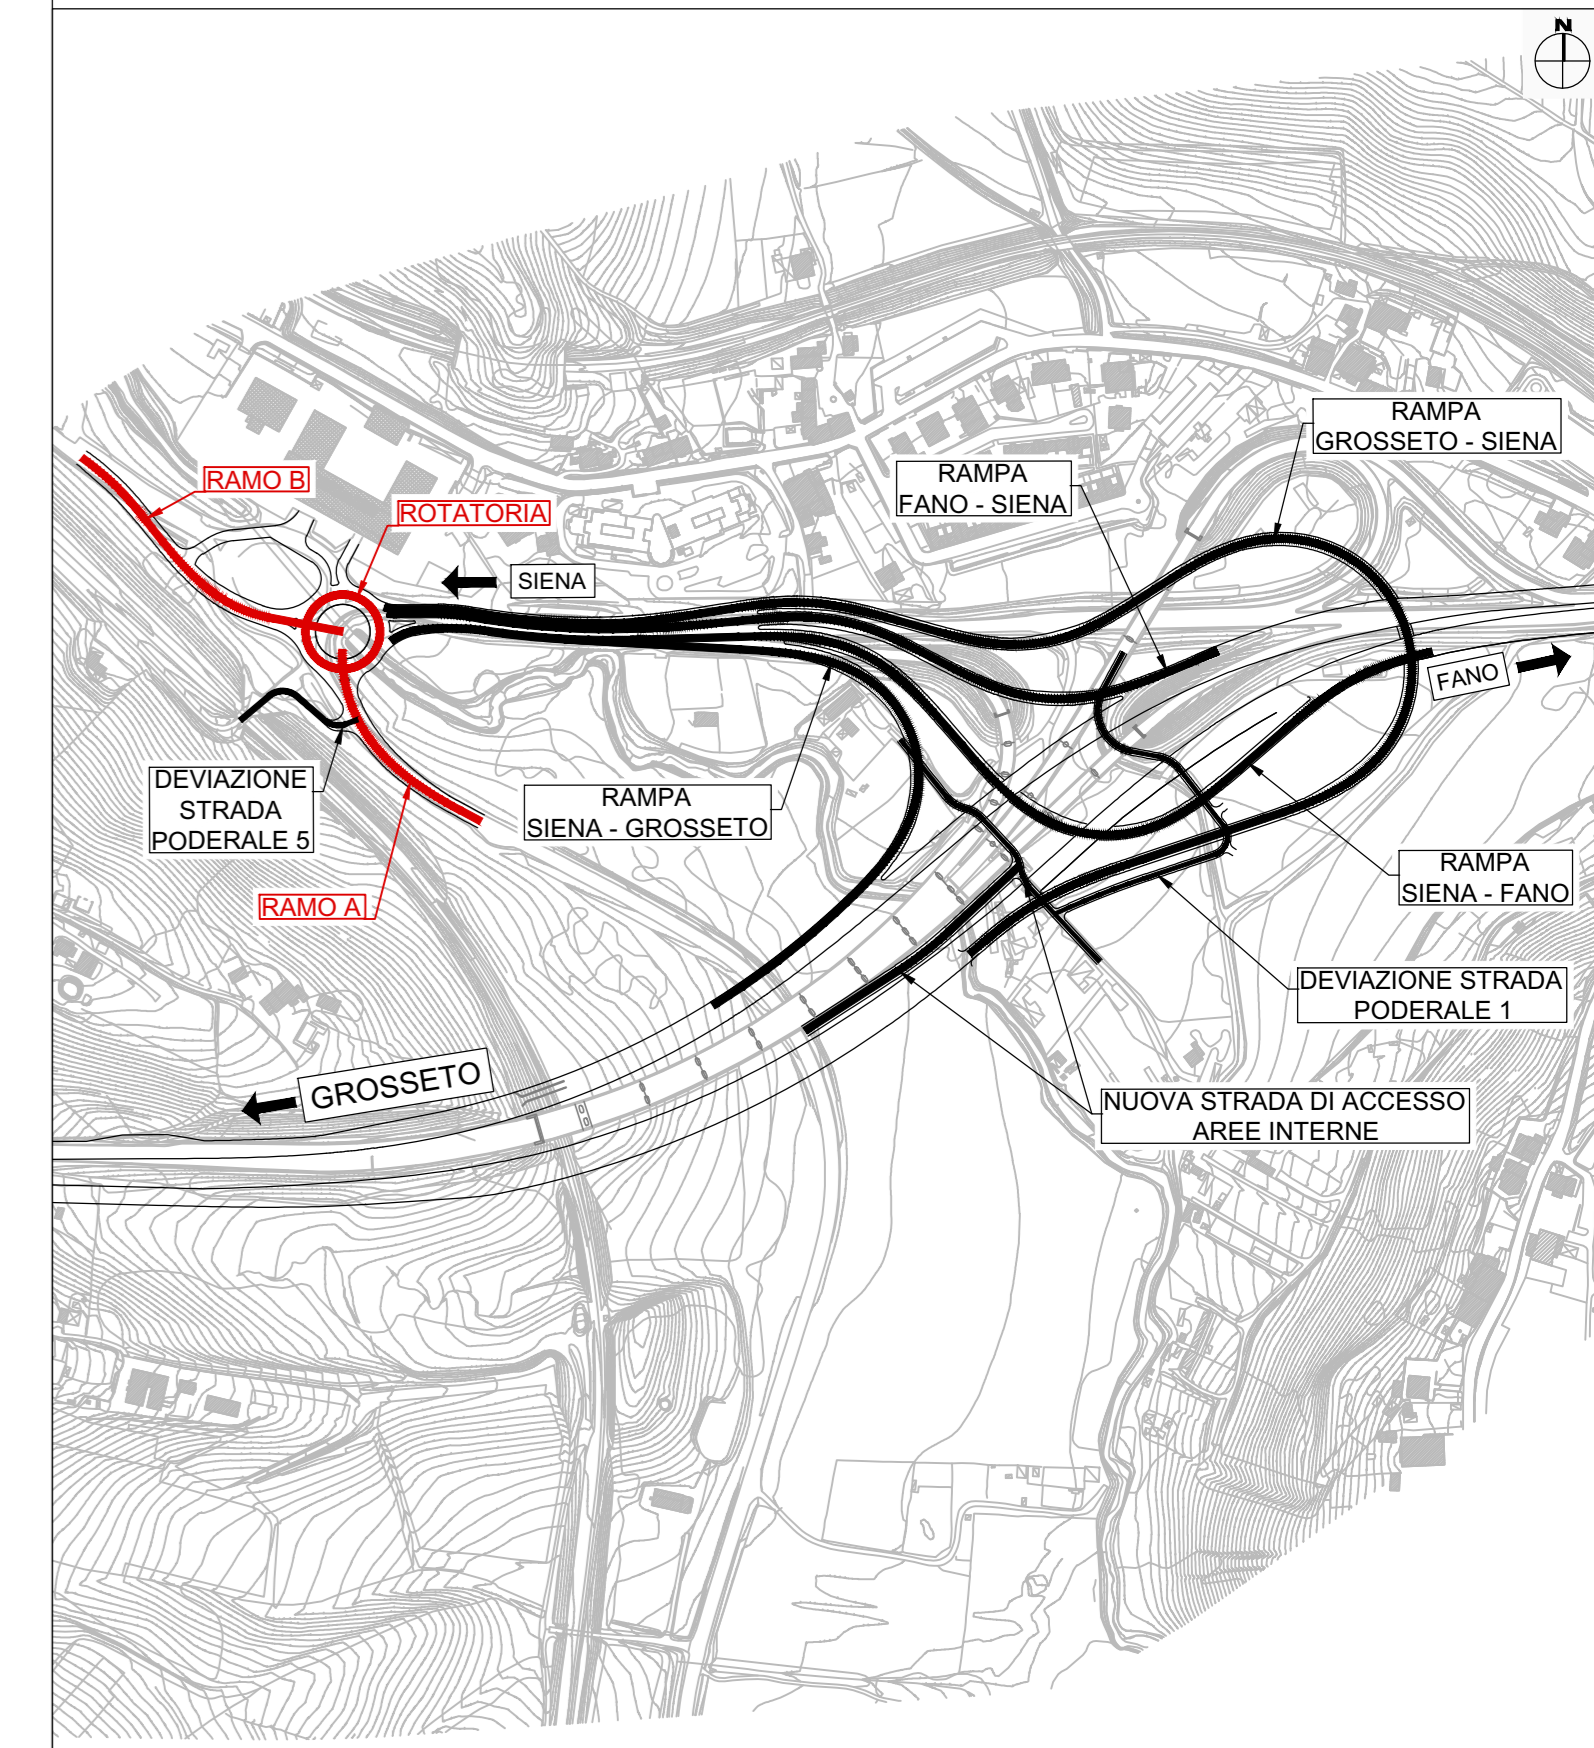 N
RAMPA
GROSSETO - SIENA
RAMPA
FANO - SIENA
RAMO B
ROTATORIA
SIENA
FANO
DEVIAZIONE
STRADA
PODERALE 5
RAMPA
SIENA - GROSSETO
RAMPA
SIENA - FANO
RAMO A
DEVIAZIONE STRADA
PODERALE 1
GROSSETO
NUOVA STRADA DI ACCESSO
AREE INTERNE